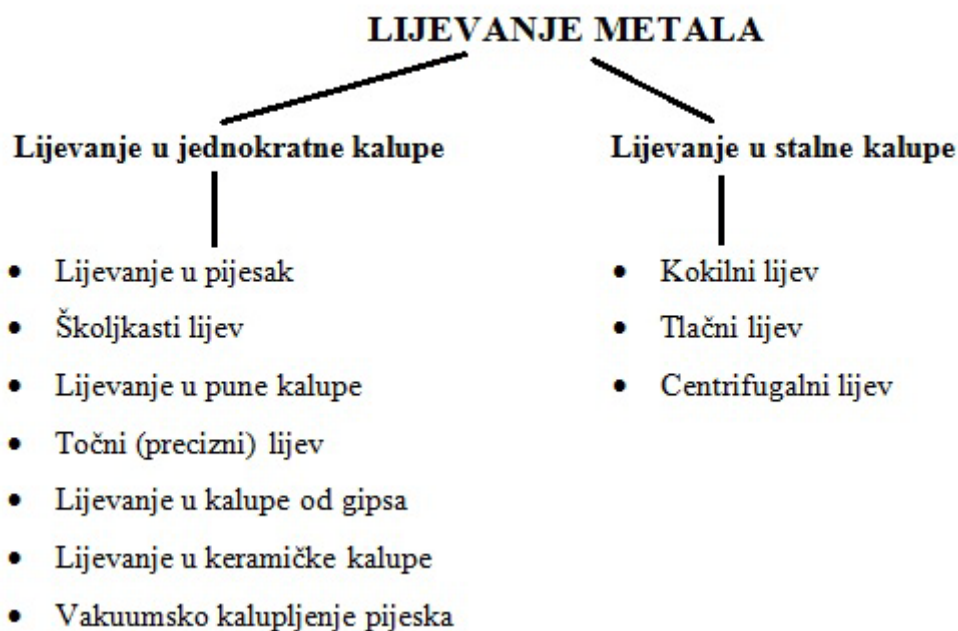 LIJEVANJE METALA
Lijevanje u jednokratne kalupe
• Lijevanje u pijesak
• Školjkasti lijev
• Lijevanje u pune kalupe
• Točni (precizni) lijev
• Lijevanje u kalupe od gipsa
• Lijevanje u keramičke kalupe
• Vakuumsko kalupljenje pijeska
Lijevanje u stalne kalupe
• Kokilni lijev
• Tlačni lijev
• Centrifugalni lijev